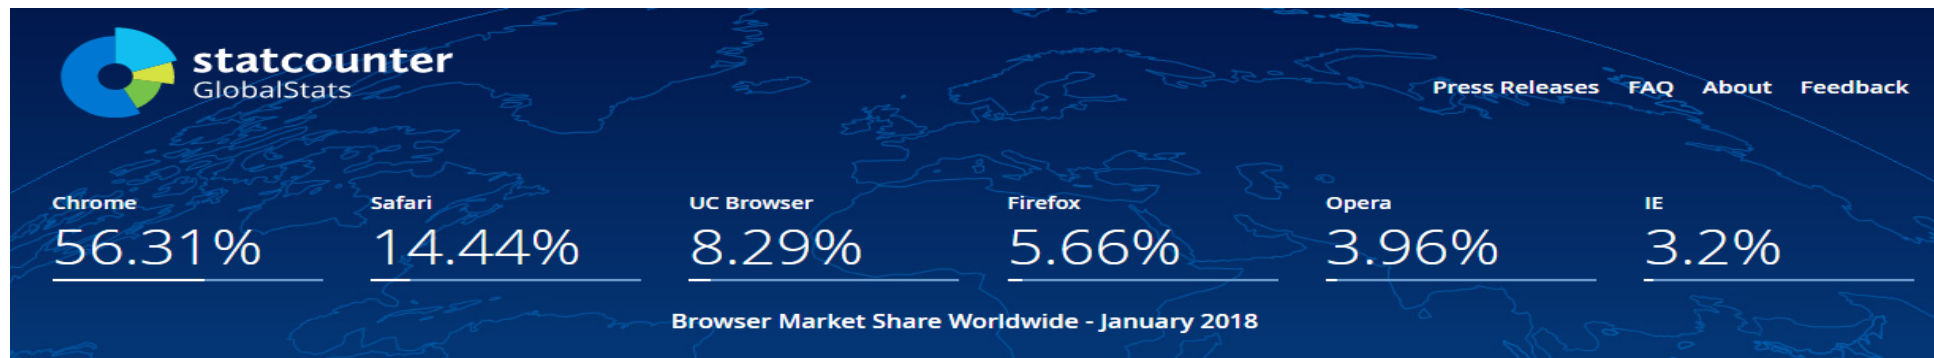 statcounter
GlobalStats
Press Releases FAQ About Feedback
Chrome Safari UC Browser Firefox Opera IE
56.31% 14.44% 8.29% 5.66% 3.96% 3.2%
Browser Market Share Worldwide - January 2018